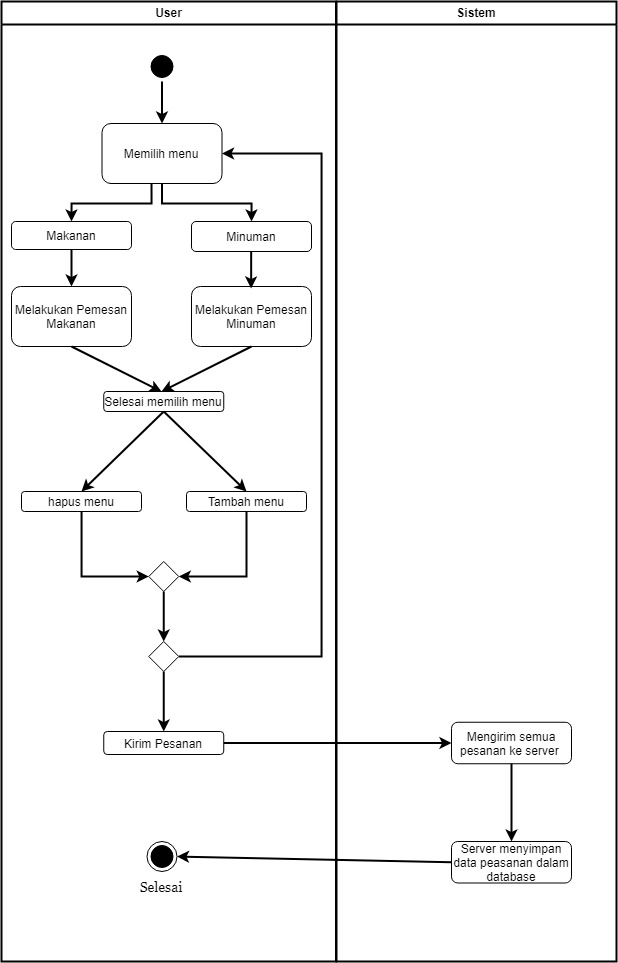 User
Sistem
Memilih menu
Makanan
Minuman
Melakukan Pemesan
Makanan
Melakukan Pemesan
Minuman
Selesai memilih menu
hapus menu
Tambah menu
Kirim Pesanan
Mengirim semua
pesanan ke server
Server menyimpan
data peasanan dalam
database
Selesai